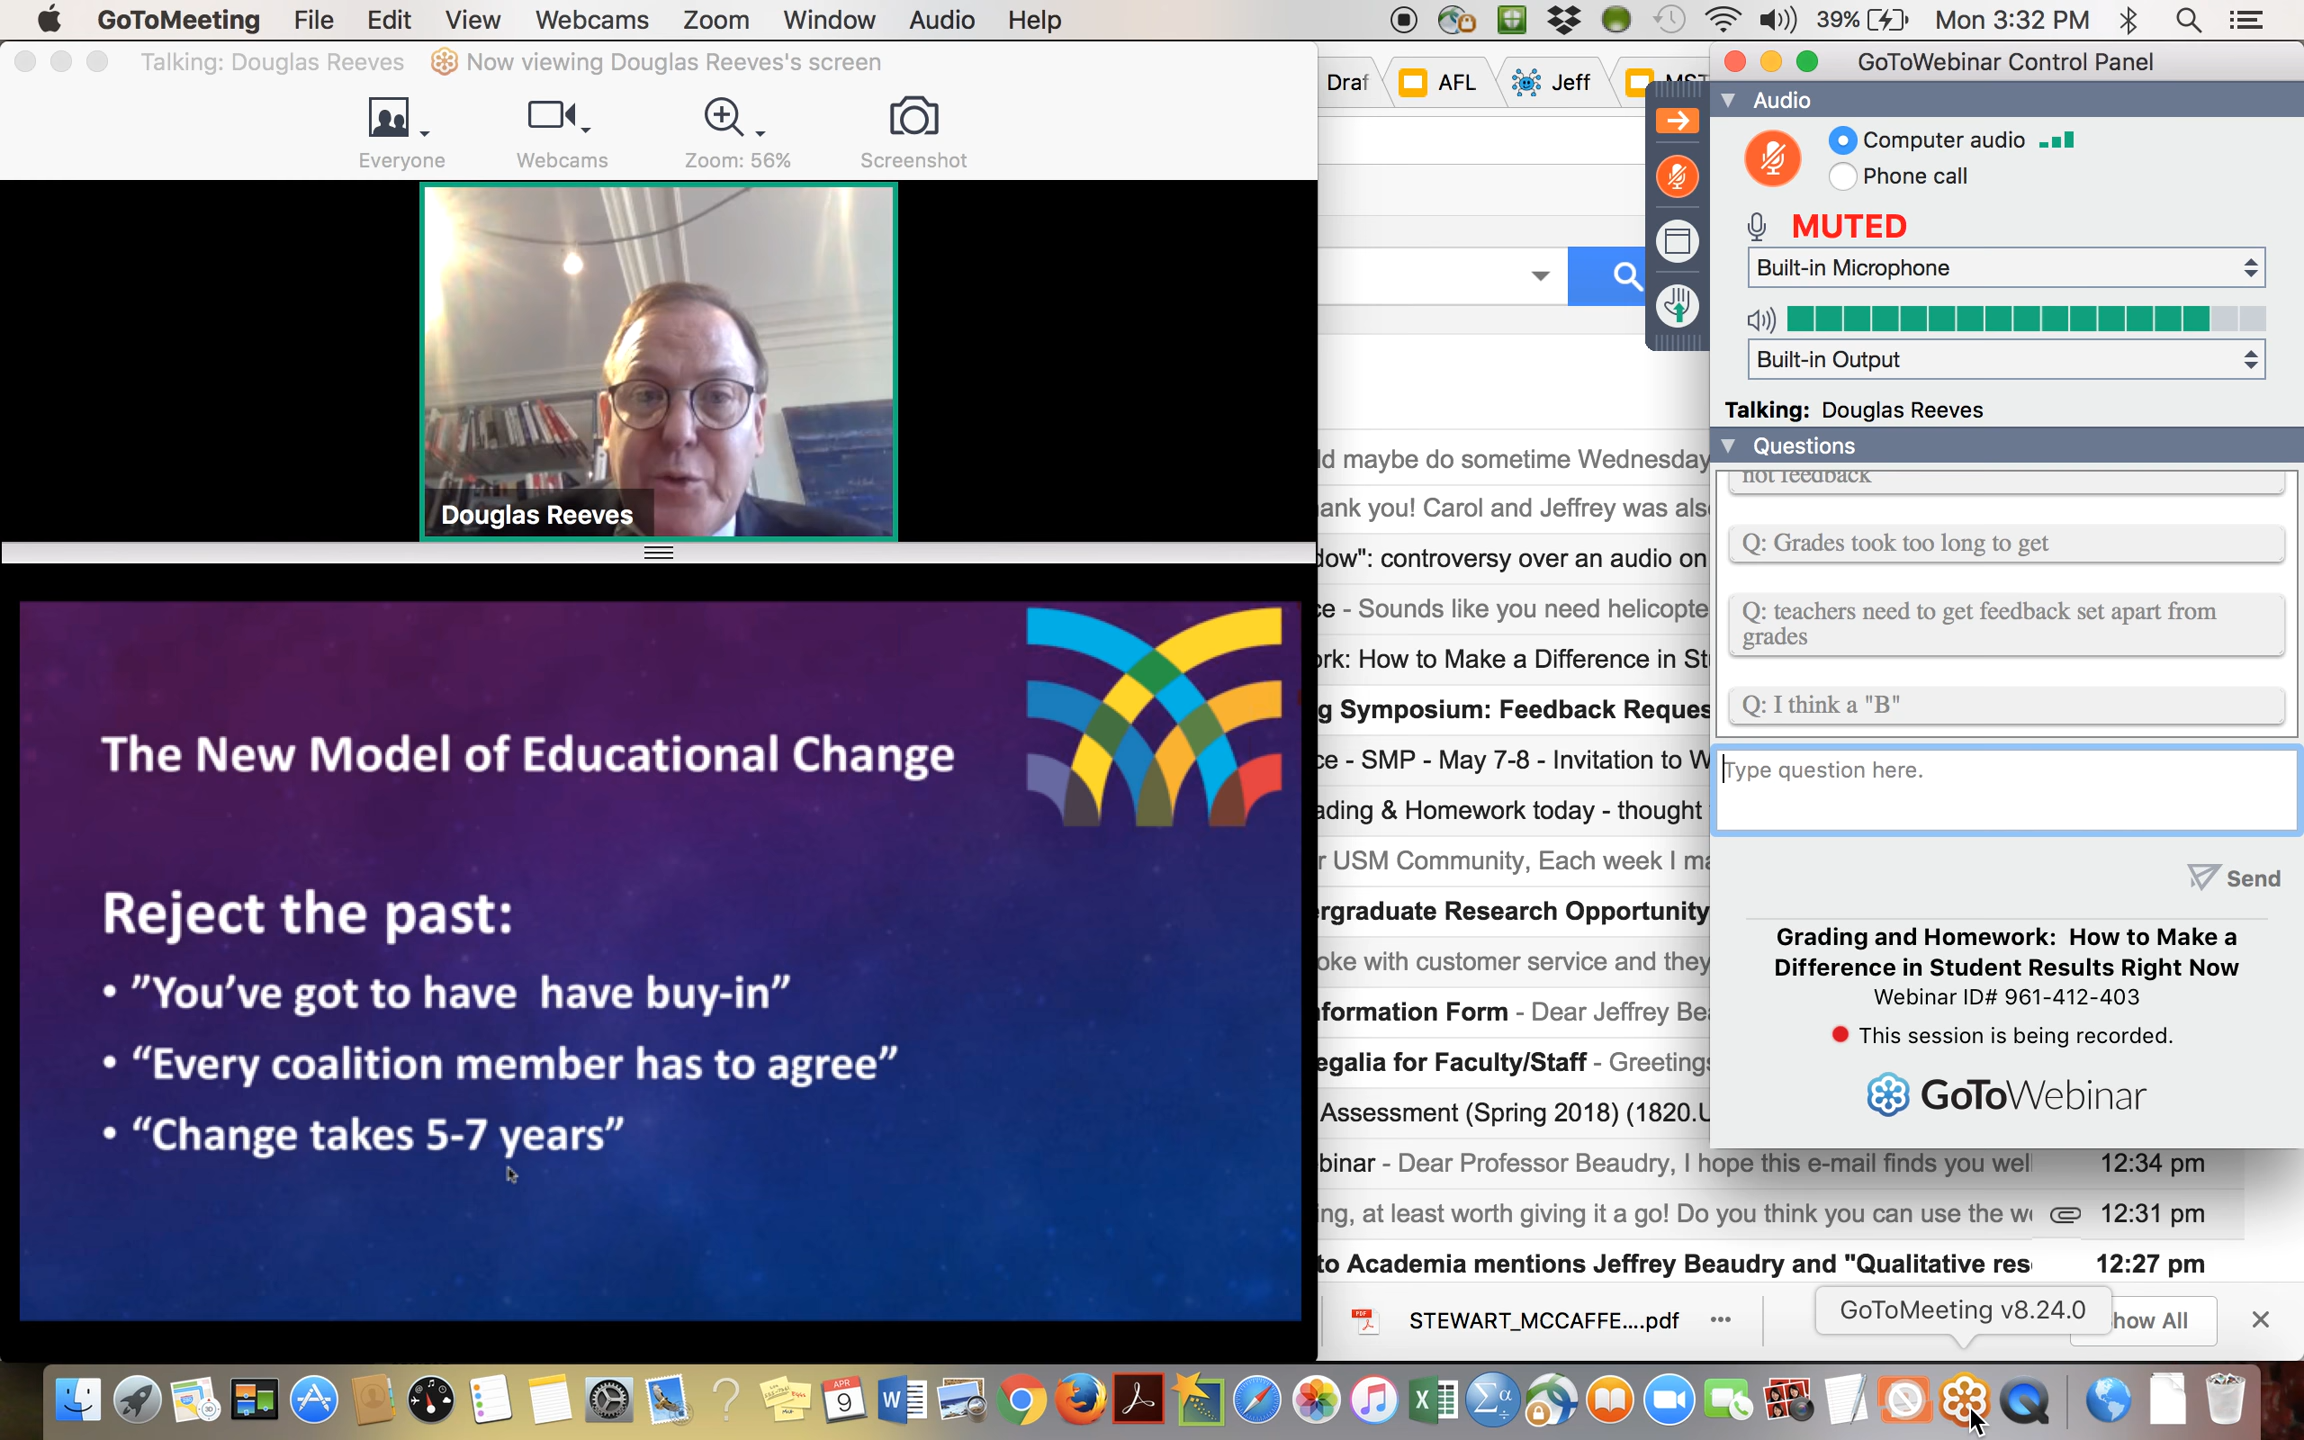 GoToMeeting File Edit View Webcams Zoom Window Audio Help 39% Mon 3:32 PM
Talking: Douglas Reeves Now viewing Douglas Reeves's screen
Everyone Webcams Zoom: 56% Screenshot
Douglas Reeves
The New Model of Educational Change
Reject the past:
• "You've got to have have buy-in"
• "Every coalition member has to agree"
• "Change takes 5-7 years"
Draf AFL Jeff
ld maybe do sometime Wednesday
ank you! Carol and Jeffrey was als
dow": controversy over an audio on
ce - Sounds like you need helicopte
ork: How to Make a Difference in St
g Symposium: Feedback Reques
ce - SMP - May 7-8 - Invitation to W
ading & Homework today - thought
r USM Community, Each week I ma
ergraduate Research Opportunity
oke with customer service and they
nformation Form - Dear Jeffrey Bea
egalia for Faculty/Staff - Greetings
Assessment (Spring 2018) (1820.U
binar - Dear Professor Beaudry, I hope this e-mail finds you well 12:34 pm
ing, at least worth giving it a go! Do you think you can use the we 12:31 pm
to Academia mentions Jeffrey Beaudry and "Qualitative res 12:27 pm
STEWART_MCCAFFE....pdf ••• how All
GoToMeeting v8.24.0
GoToWebinar Control Panel
Audio
Computer audio
Phone call
MUTED
Built-in Microphone
Built-in Output
Talking: Douglas Reeves
Questions
not feedback
Q: Grades took too long to get
Q: teachers need to get feedback set apart from
grades
Q: I think a "B"
Type question here.
Send
Grading and Homework: How to Make a
Difference in Student Results Right Now
Webinar ID# 961-412-403
This session is being recorded.
GoToWebinar
APR
9